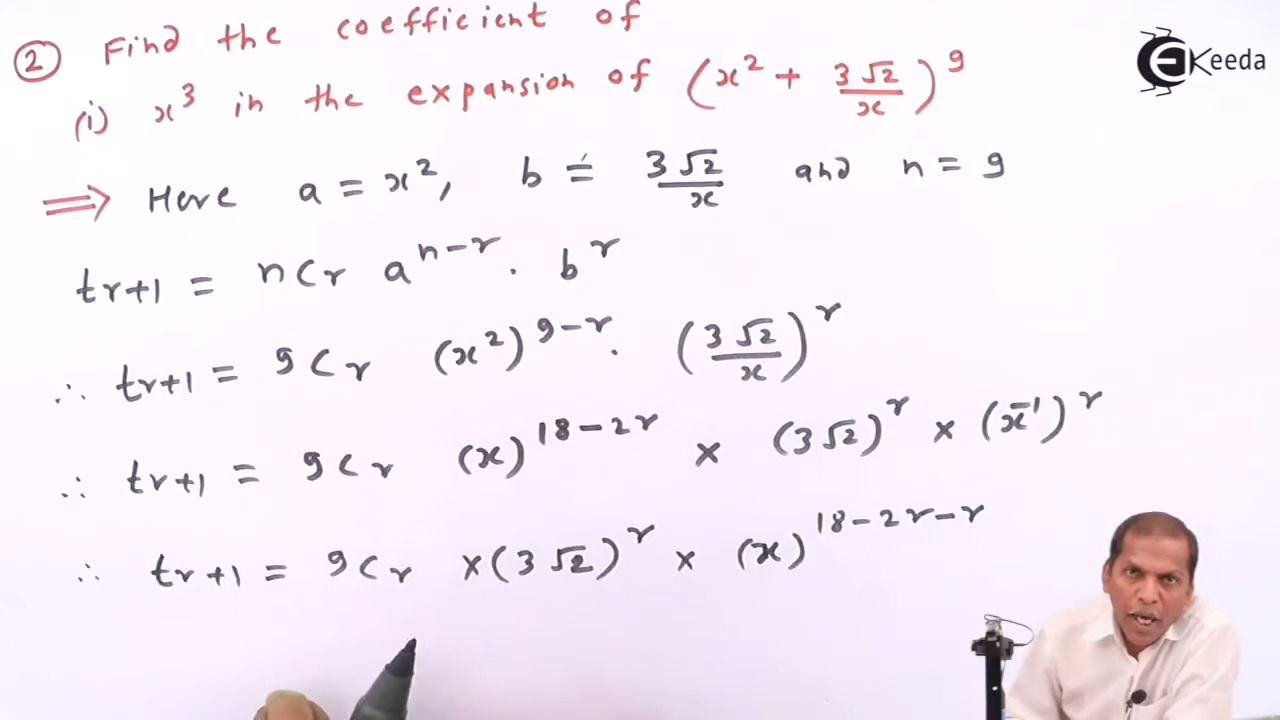 ② Find the coefficient of
(i) x³ in the expansion of (x² + 3√2/x)⁹
EKeeda
⟹ Here a = x², b = 3√2/x and n = 9
tr+1 = nCr aⁿ⁻ʳ · bʳ
∴ tr+1 = 9Cr (x²)⁹⁻ʳ · (3√2/x)ʳ
∴ tr+1 = 9Cr (x)¹⁸⁻²ʳ × (3√2)ʳ × (x⁻¹)ʳ
∴ tr+1 = 9Cr × (3√2)ʳ × (x)¹⁸⁻²ʳ⁻ʳ